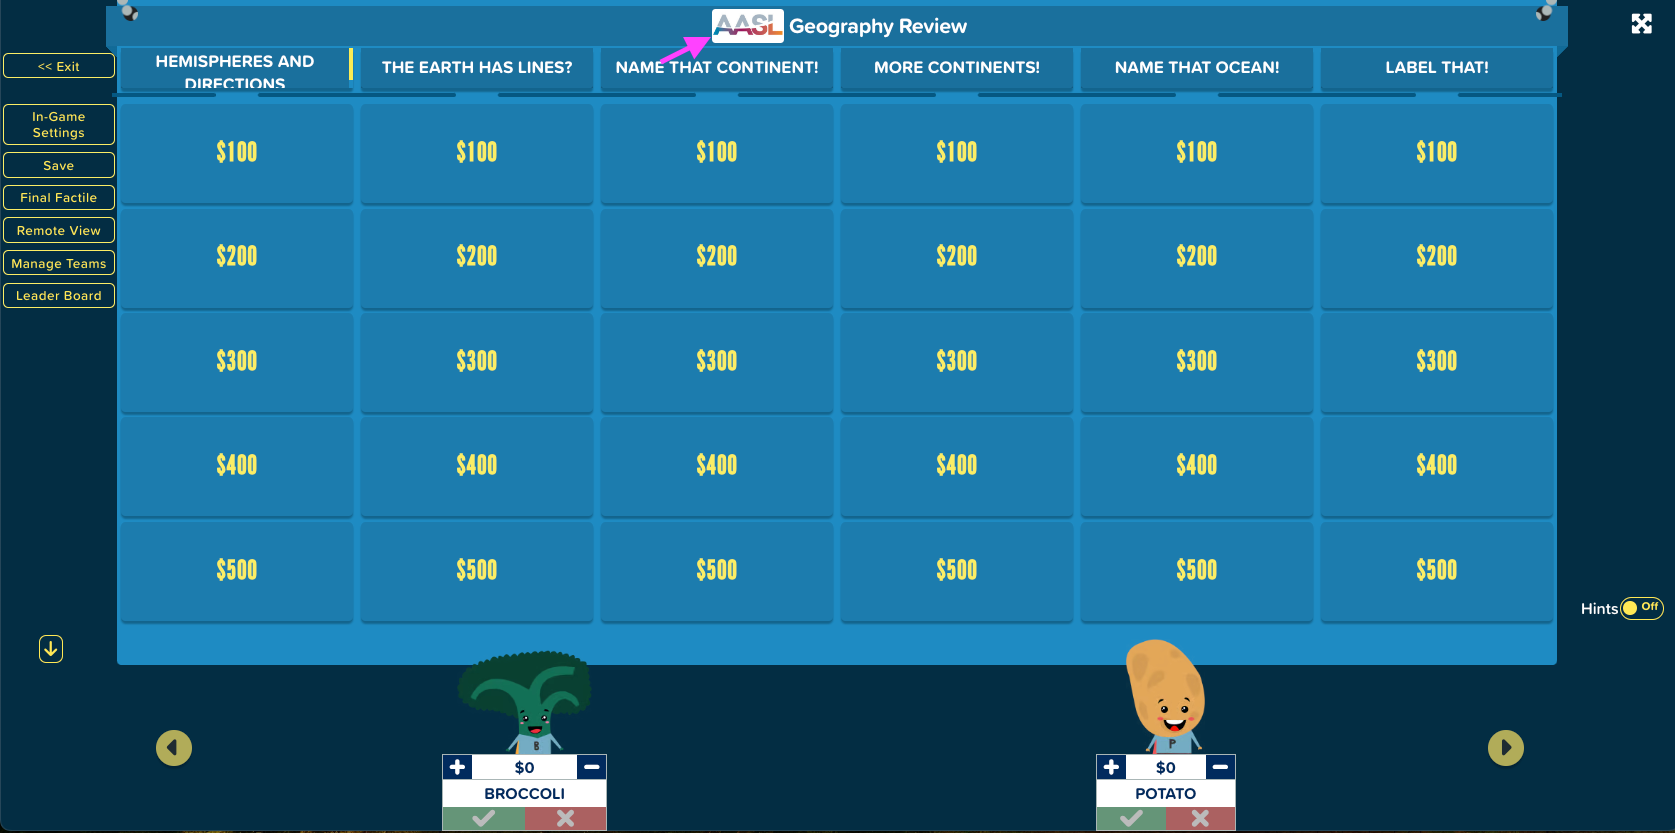 AASL Geography Review
<< Exit
HEMISPHERES AND
DIRECTIONS
THE EARTH HAS LINES?
NAME THAT CONTINENT!
MORE CONTINENTS!
NAME THAT OCEAN!
LABEL THAT!
In-Game
Settings
Save
Final Factile
Remote View
Manage Teams
Leader Board
$100 $100 $100 $100 $100 $100
$200 $200 $200 $200 $200 $200
$300 $300 $300 $300 $300 $300
$400 $400 $400 $400 $400 $400
$500 $500 $500 $500 $500 $500
Hints Off
B
P
+ $0 −
BROCCOLI
+ $0 −
POTATO